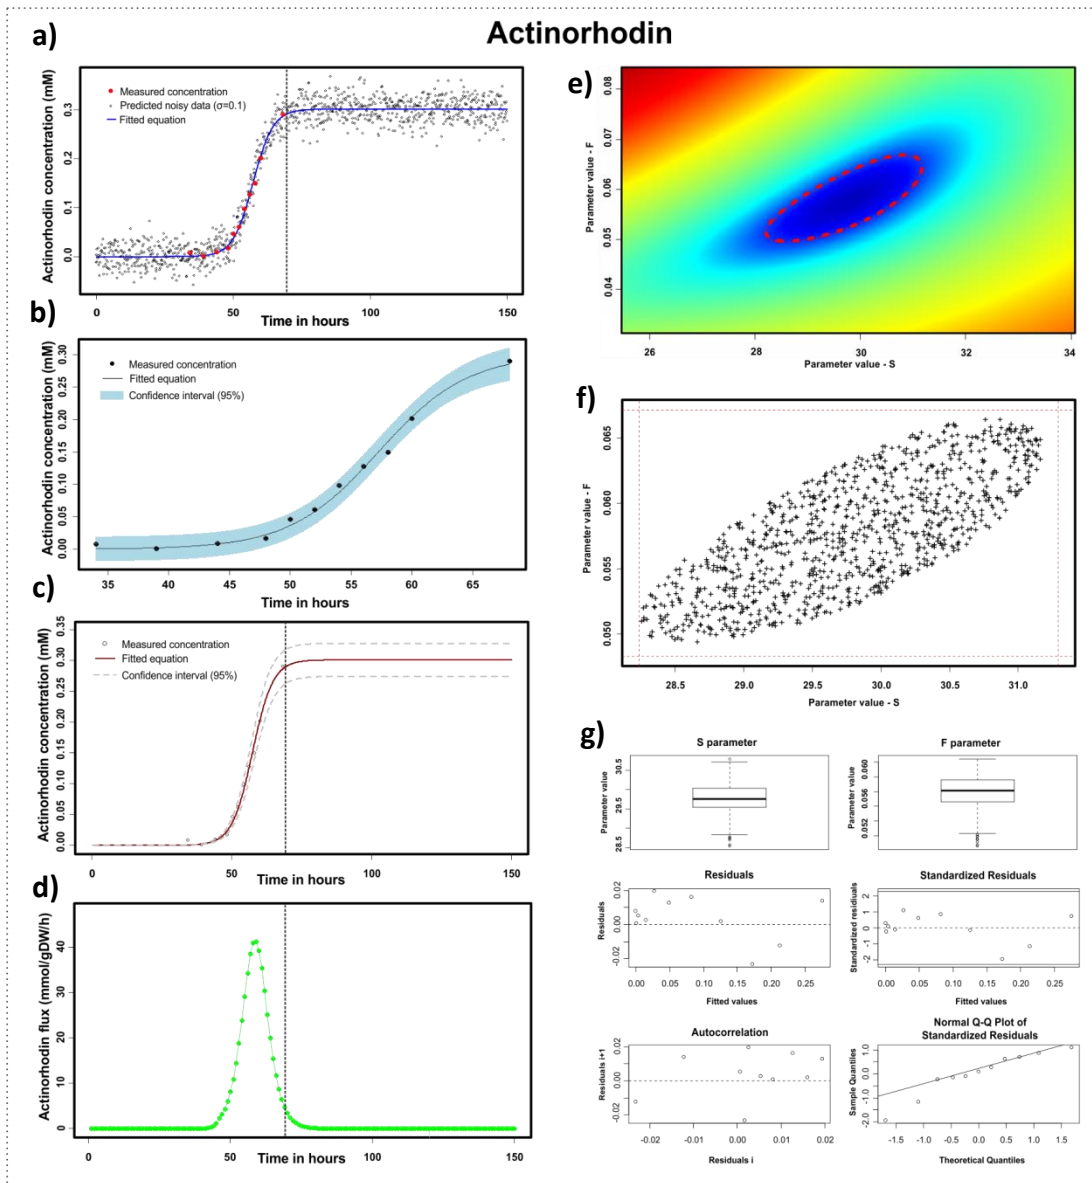 Actinorhodin
a)
Actinorhodin concentration (mM)
0.3
0.2
0.1
0.0
Measured concentration
Predicted noisy data (σ=0.1)
Fitted equation
0
50
100
150
Time in hours
b)
Actinorhodin concentration (mM)
0.30
0.25
0.20
0.15
0.10
0.05
0.00
Measured concentration
Fitted equation
Confidence interval (95%)
35
40
45
50
55
60
65
Time in hours
c)
Actinorhodin concentration (mM)
0.35
0.30
0.25
0.20
0.15
0.10
0.05
0.00
Measured concentration
Fitted equation
Confidence interval (95%)
0
50
100
150
Time in hours
d)
Actinorhodin flux (mmol/gDW/h)
40
30
20
10
0
0
50
100
150
Time in hours
e)
Parameter value - F
0.08
0.07
0.06
0.05
0.04
26
28
30
32
34
Parameter value - S
f)
Parameter value - F
0.065
0.060
0.055
0.050
28.5
29.0
29.5
30.0
30.5
31.0
Parameter value - S
g)
S parameter
Parameter value
30.5
29.5
28.5
F parameter
Parameter value
0.060
0.056
0.052
Residuals
Residuals
0.02
0.00
-0.02
0.00
0.05
0.10
0.15
0.20
0.25
Fitted values
Standardized Residuals
Standardized residuals
2
1
0
-1
-2
0.00
0.05
0.10
0.15
0.20
0.25
Fitted values
Autocorrelation
Residuals i+1
0.02
0.00
-0.02
-0.02
-0.01
0.00
0.01
0.02
Residuals i
Normal Q-Q Plot of
Standardized Residuals
Sample Quantiles
1.0
0.0
-1.0
-2.0
-1.5
-1.0
-0.5
0.0
0.5
1.0
1.5
Theoretical Quantiles